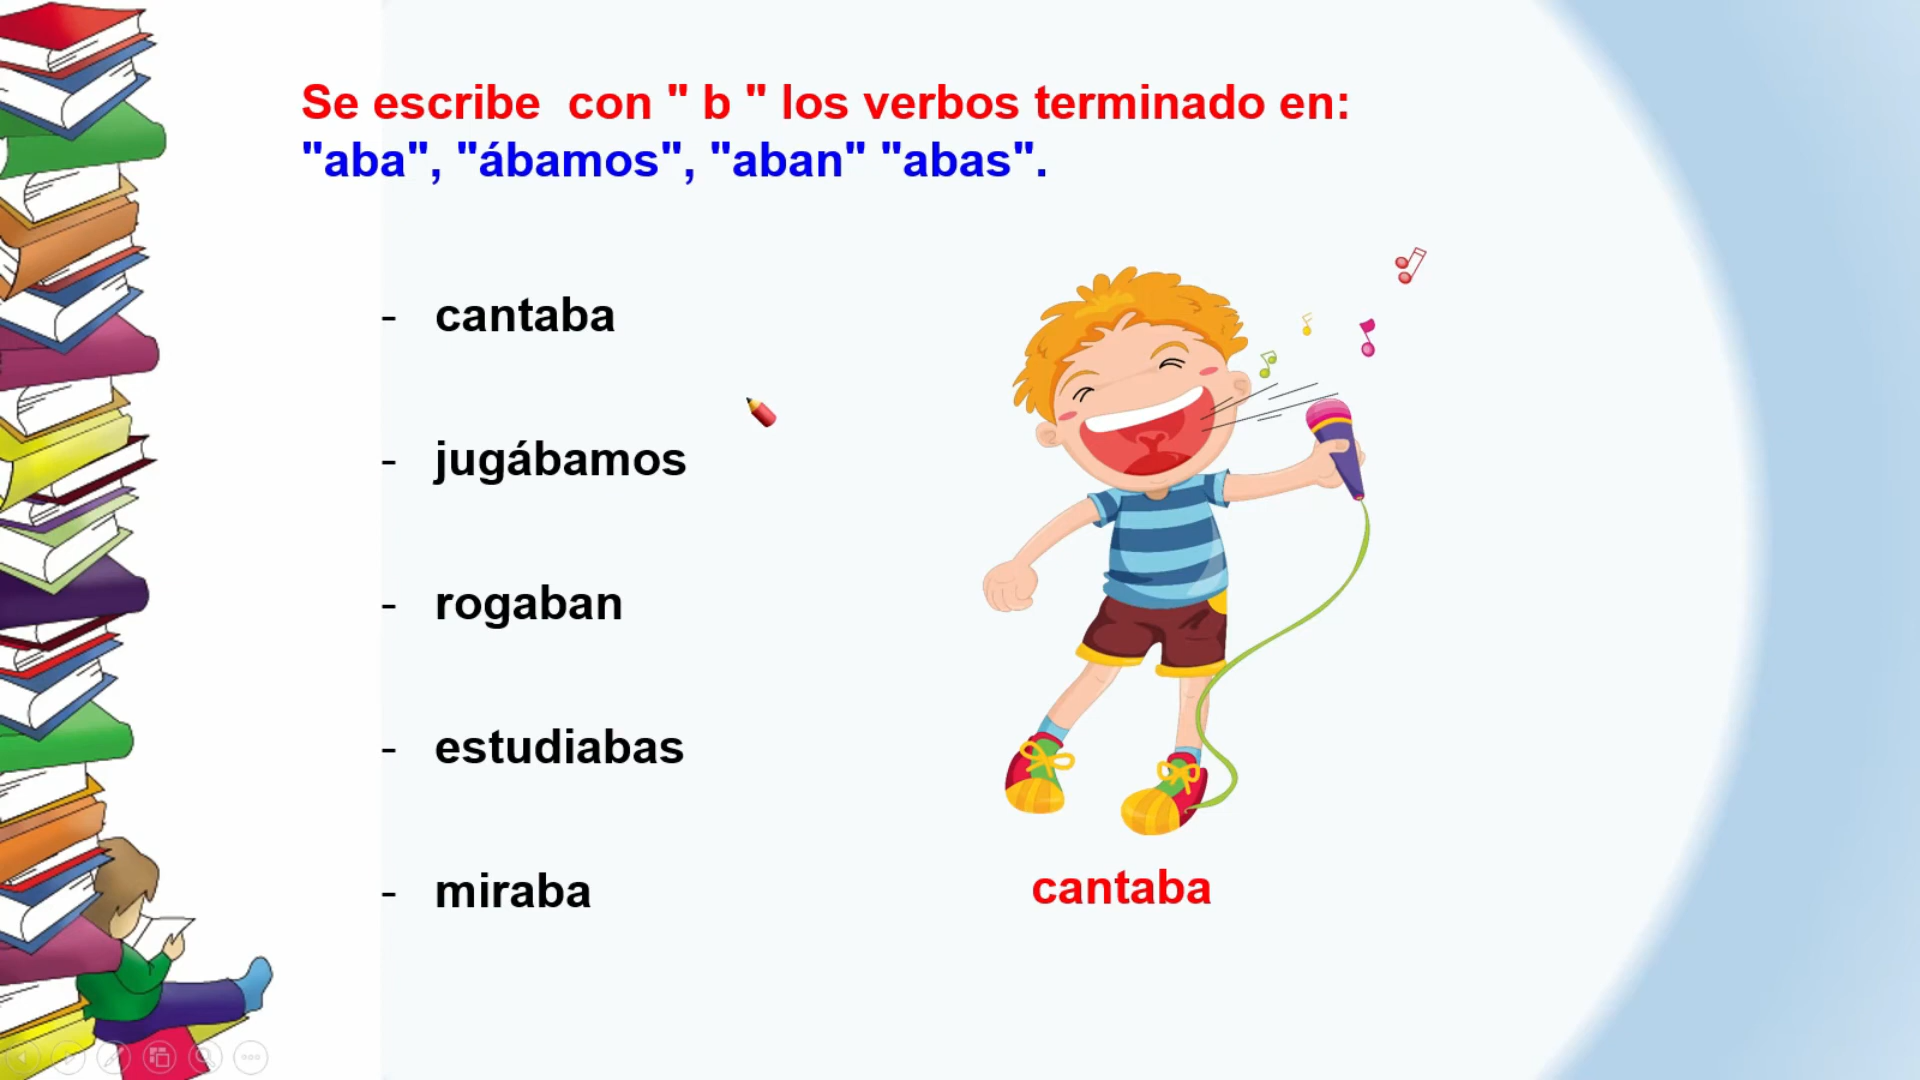 Se escribe  con " b " los verbos terminado en:
"aba", "ábamos", "aban" "abas".
- cantaba
- jugábamos
- rogaban
- estudiabas
- miraba
cantaba